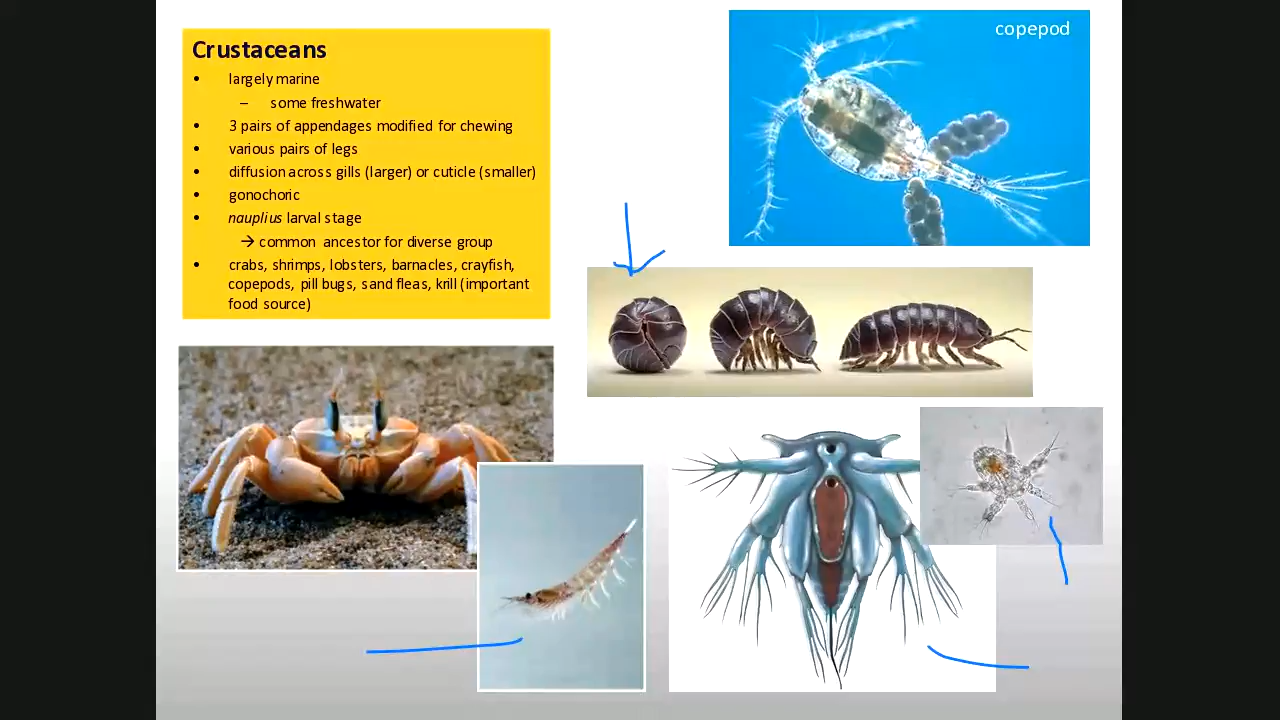 Crustaceans
• largely marine
– some freshwater
• 3 pairs of appendages modified for chewing
• various pairs of legs
• diffusion across gills (larger) or cuticle (smaller)
• gonochoric
• nauplius larval stage
→ common ancestor for diverse group
• crabs, shrimps, lobsters, barnacles, crayfish,
copepods, pill bugs, sand fleas, krill (important
food source)
copepod